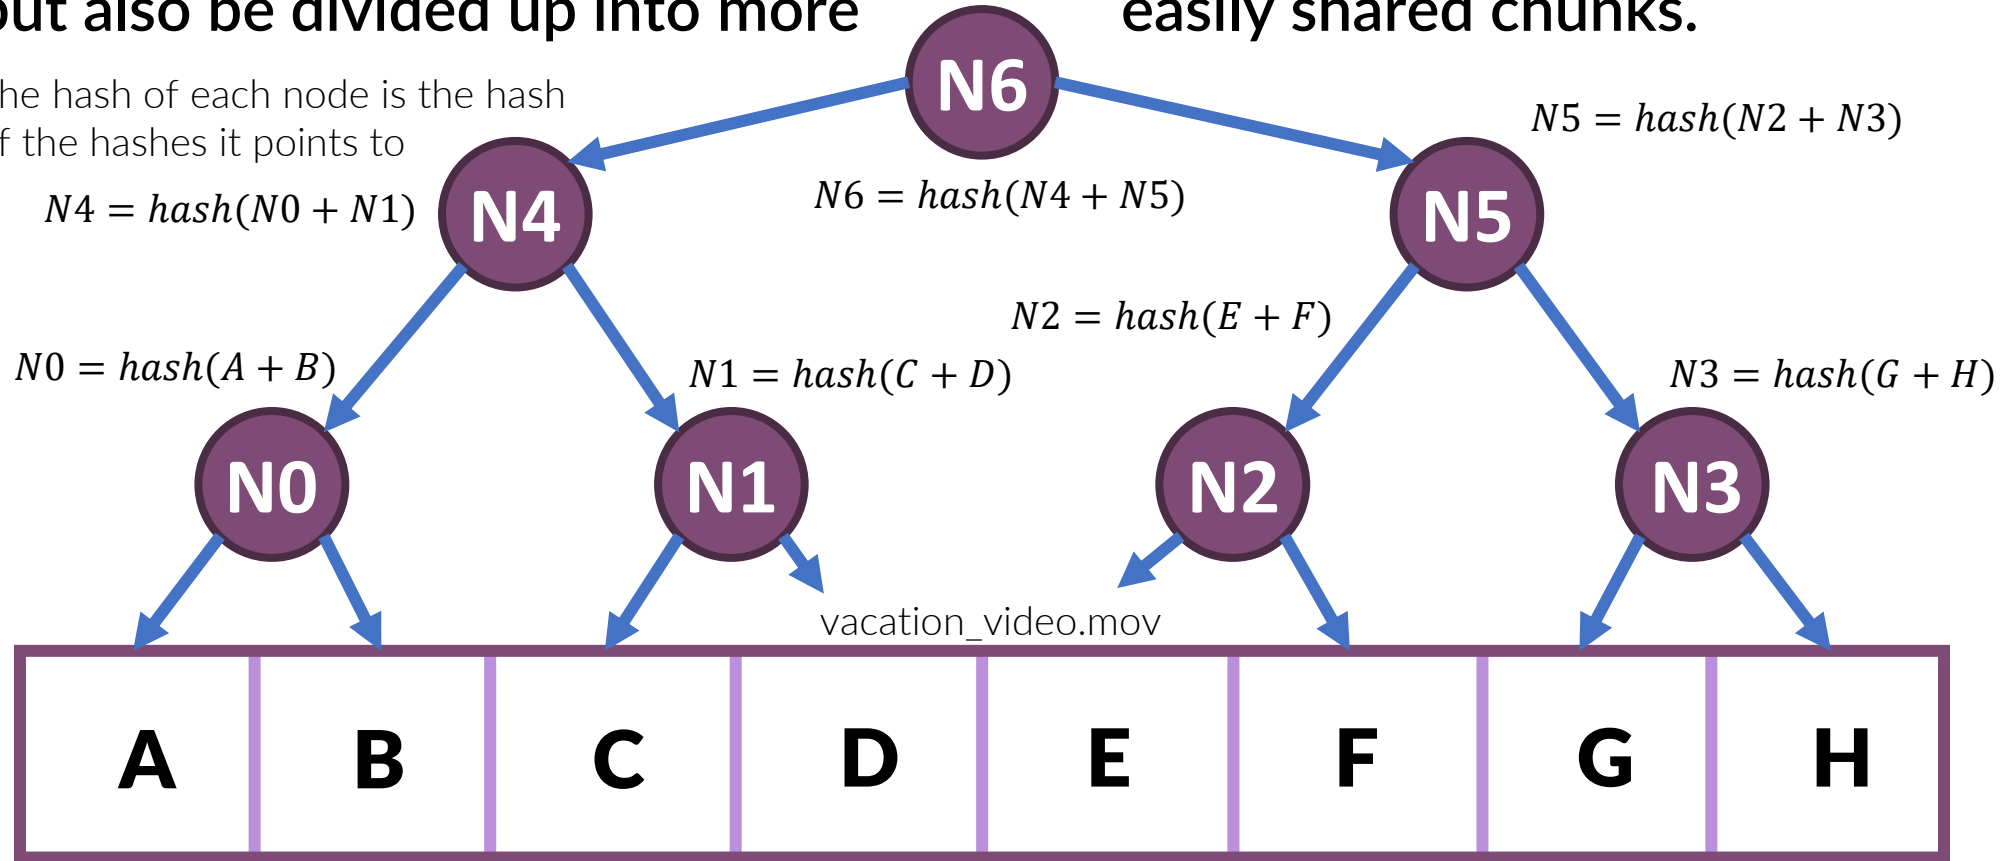 but also be divided up into more easily shared chunks.
N6
he hash of each node is the hash
f the hashes it points to
N5 = hash(N2 + N3)
N4 = hash(N0 + N1)
N4
N6 = hash(N4 + N5)
N5
N2 = hash(E + F)
N0 = hash(A + B)
N1 = hash(C + D)
N3 = hash(G + H)
N0
N1
N2
N3
vacation_video.mov
A B C D E F G H